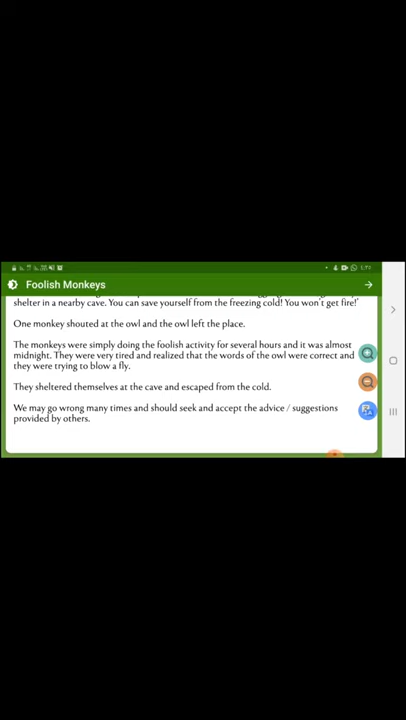 Foolish Monkeys
shelter in a nearby cave. You can save yourself from the freezing cold! You won't get fire!'
One monkey shouted at the owl and the owl left the place.
The monkeys were simply doing the foolish activity for several hours and it was almost
midnight. They were very tired and realized that the words of the owl were correct and
they were trying to blow a fly.
They sheltered themselves at the cave and escaped from the cold.
We may go wrong many times and should seek and accept the advice / suggestions
provided by others.